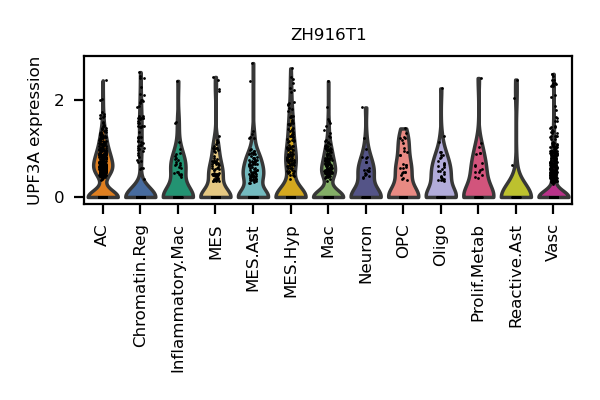 ZH916T1
UPF3A expression
2
0
AC
Chromatin.Reg
Inflammatory.Mac
MES
MES.Ast
MES.Hyp
Mac
Neuron
OPC
Oligo
Prolif.Metab
Reactive.Ast
Vasc